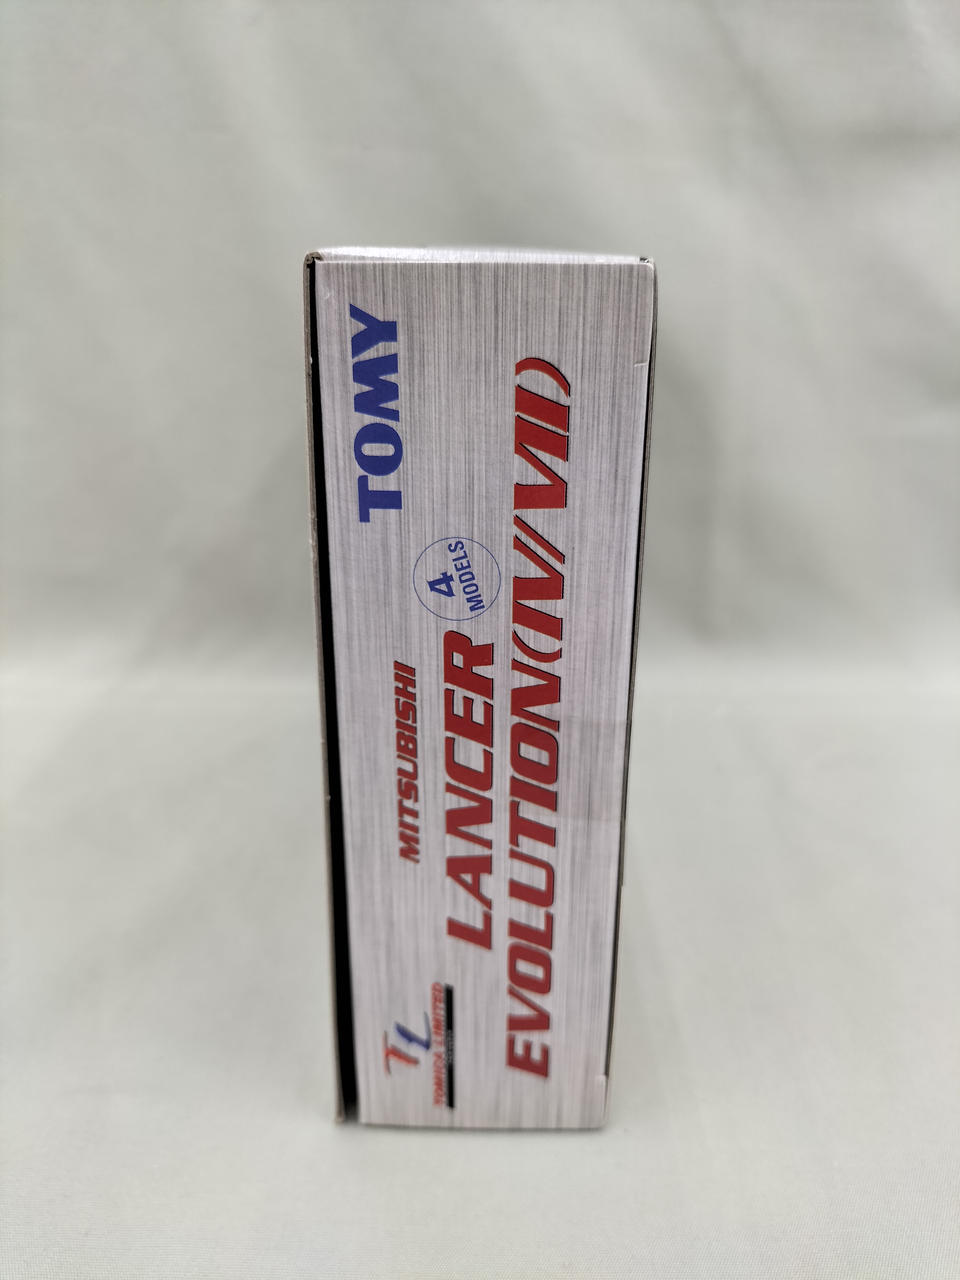 TOMY
MITSUBISHI
LANCER
4
MODELS
EVOLUTION(IV/VII)
TL
TOMICA LIMITED